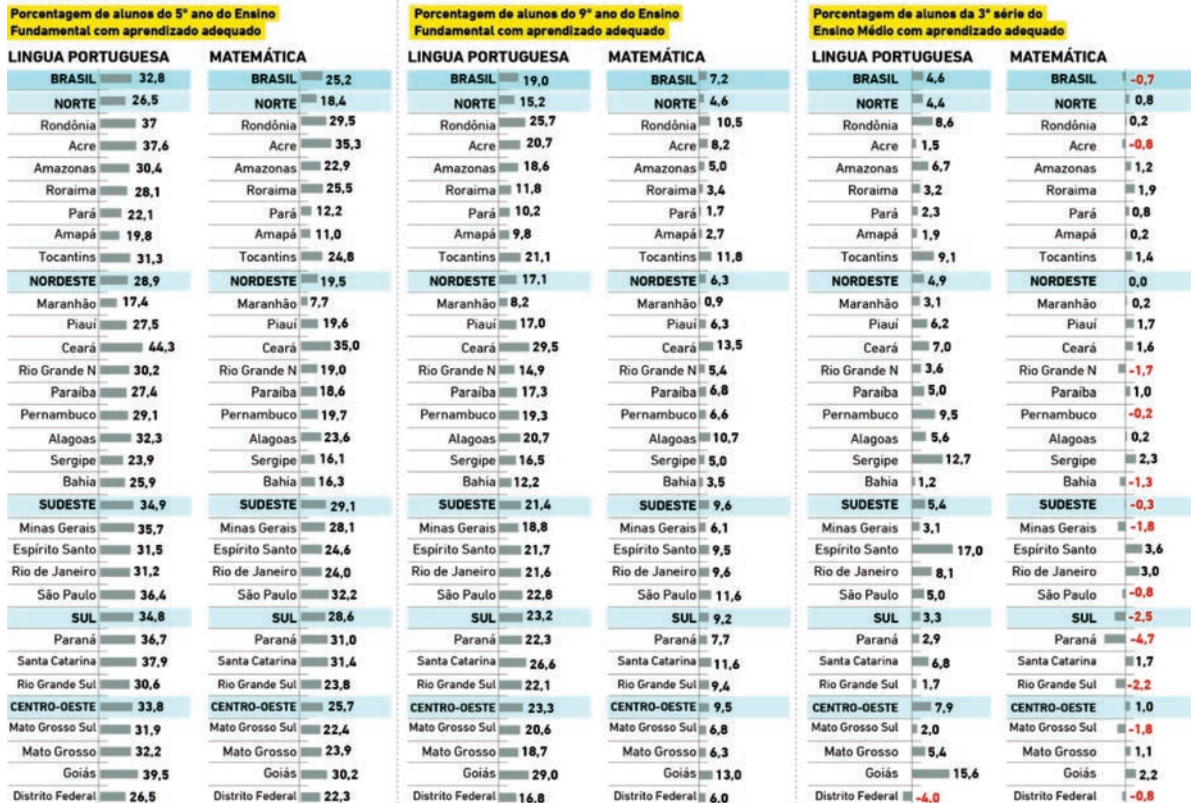 Porcentagem de alunos do 5º ano do Ensino
Fundamental com aprendizado adequado
LINGUA PORTUGUESA
BRASIL 32,8
NORTE 26,5
Rondônia 37
Acre 37,6
Amazonas 30,4
Roraima 28,1
Pará 22,1
Amapá 19,8
Tocantins 31,3
NORDESTE 28,9
Maranhão 17,4
Piauí 27,5
Ceará 44,3
Rio Grande N 30,2
Paraíba 27,4
Pernambuco 29,1
Alagoas 32,3
Sergipe 23,9
Bahia 25,9
SUDESTE 34,9
Minas Gerais 35,7
Espírito Santo 31,5
Rio de Janeiro 31,2
São Paulo 36,4
SUL 34,8
Paraná 36,7
Santa Catarina 37,9
Rio Grande Sul 30,6
CENTRO-OESTE 33,8
Mato Grosso Sul 31,9
Mato Grosso 32,2
Goiás 39,5
Distrito Federal 26,5
MATEMÁTICA
BRASIL 25,2
NORTE 18,4
Rondônia 29,5
Acre 35,3
Amazonas 22,9
Roraima 25,5
Pará 12,2
Amapá 11,0
Tocantins 24,8
NORDESTE 19,5
Maranhão 7,7
Piauí 19,6
Ceará 35,0
Rio Grande N 19,0
Paraíba 18,6
Pernambuco 19,7
Alagoas 23,6
Sergipe 16,1
Bahia 16,3
SUDESTE 29,1
Minas Gerais 28,1
Espírito Santo 24,6
Rio de Janeiro 24,0
São Paulo 32,2
SUL 28,6
Paraná 31,0
Santa Catarina 31,4
Rio Grande Sul 23,8
CENTRO-OESTE 25,7
Mato Grosso Sul 22,4
Mato Grosso 23,9
Goiás 30,2
Distrito Federal 22,3
Porcentagem de alunos do 9º ano do Ensino
Fundamental com aprendizado adequado
LINGUA PORTUGUESA
BRASIL 19,0
NORTE 15,2
Rondônia 25,7
Acre 20,7
Amazonas 18,6
Roraima 11,8
Pará 10,2
Amapá 9,8
Tocantins 21,1
NORDESTE 17,1
Maranhão 8,2
Piauí 17,0
Ceará 29,5
Rio Grande N 14,9
Paraíba 17,3
Pernambuco 19,3
Alagoas 20,7
Sergipe 16,5
Bahia 12,2
SUDESTE 21,4
Minas Gerais 18,8
Espírito Santo 21,7
Rio de Janeiro 21,6
São Paulo 22,8
SUL 23,2
Paraná 22,3
Santa Catarina 26,6
Rio Grande Sul 22,1
CENTRO-OESTE 23,3
Mato Grosso Sul 20,6
Mato Grosso 18,7
Goiás 29,0
Distrito Federal 16,8
MATEMÁTICA
BRASIL 7,2
NORTE 4,6
Rondônia 10,5
Acre 8,2
Amazonas 5,0
Roraima 3,4
Pará 1,7
Amapá 2,7
Tocantins 11,8
NORDESTE 6,3
Maranhão 0,9
Piauí 6,3
Ceará 13,5
Rio Grande N 5,4
Paraíba 6,8
Pernambuco 6,6
Alagoas 10,7
Sergipe 5,0
Bahia 3,5
SUDESTE 9,6
Minas Gerais 6,1
Espírito Santo 9,5
Rio de Janeiro 9,6
São Paulo 11,6
SUL 9,2
Paraná 7,7
Santa Catarina 11,6
Rio Grande Sul 9,4
CENTRO-OESTE 9,5
Mato Grosso Sul 6,8
Mato Grosso 6,3
Goiás 13,0
Distrito Federal 6,0
Porcentagem de alunos da 3ª série do
Ensino Médio com aprendizado adequado
LINGUA PORTUGUESA
BRASIL 4,6
NORTE 4,4
Rondônia 8,6
Acre 1,5
Amazonas 6,7
Roraima 3,2
Pará 2,3
Amapá 1,9
Tocantins 9,1
NORDESTE 4,9
Maranhão 3,1
Piauí 6,2
Ceará 7,0
Rio Grande N 3,6
Paraíba 5,0
Pernambuco 9,5
Alagoas 5,6
Sergipe 12,7
Bahia 1,2
SUDESTE 5,4
Minas Gerais 3,1
Espírito Santo 17,0
Rio de Janeiro 8,1
São Paulo 5,0
SUL 3,3
Paraná 2,9
Santa Catarina 6,8
Rio Grande Sul 1,7
CENTRO-OESTE 7,9
Mato Grosso Sul 2,0
Mato Grosso 5,4
Goiás 15,6
Distrito Federal -4,0
MATEMÁTICA
BRASIL -0,7
NORTE 0,8
Rondônia 0,2
Acre -0,8
Amazonas 1,2
Roraima 1,9
Pará 0,8
Amapá 0,2
Tocantins 1,4
NORDESTE 0,0
Maranhão 0,2
Piauí 1,7
Ceará 1,6
Rio Grande N -1,7
Paraíba 1,0
Pernambuco -0,2
Alagoas 0,2
Sergipe 2,3
Bahia -1,3
SUDESTE -0,3
Minas Gerais -1,8
Espírito Santo 3,6
Rio de Janeiro 3,0
São Paulo -0,8
SUL -2,5
Paraná -4,7
Santa Catarina 1,7
Rio Grande Sul -2,2
CENTRO-OESTE 1,0
Mato Grosso Sul -1,8
Mato Grosso 1,1
Goiás 2,2
Distrito Federal -0,8